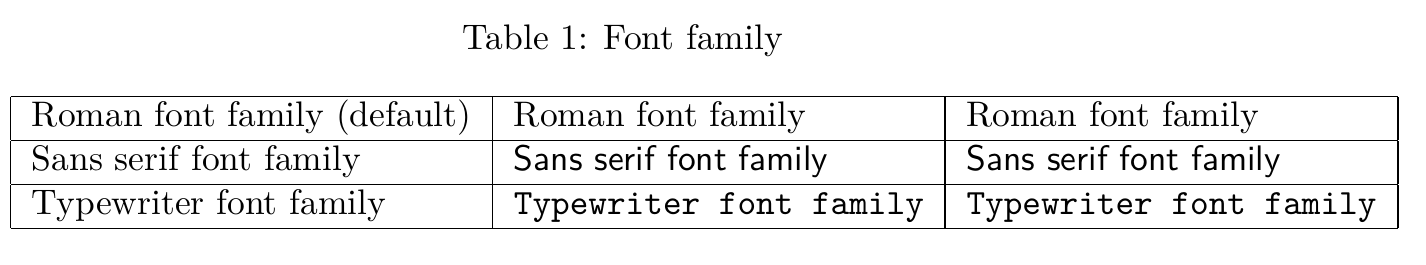 Table 1: Font family
Roman font family (default) Roman font family Roman font family
Sans serif font family Sans serif font family Sans serif font family
Typewriter font family Typewriter font family Typewriter font family